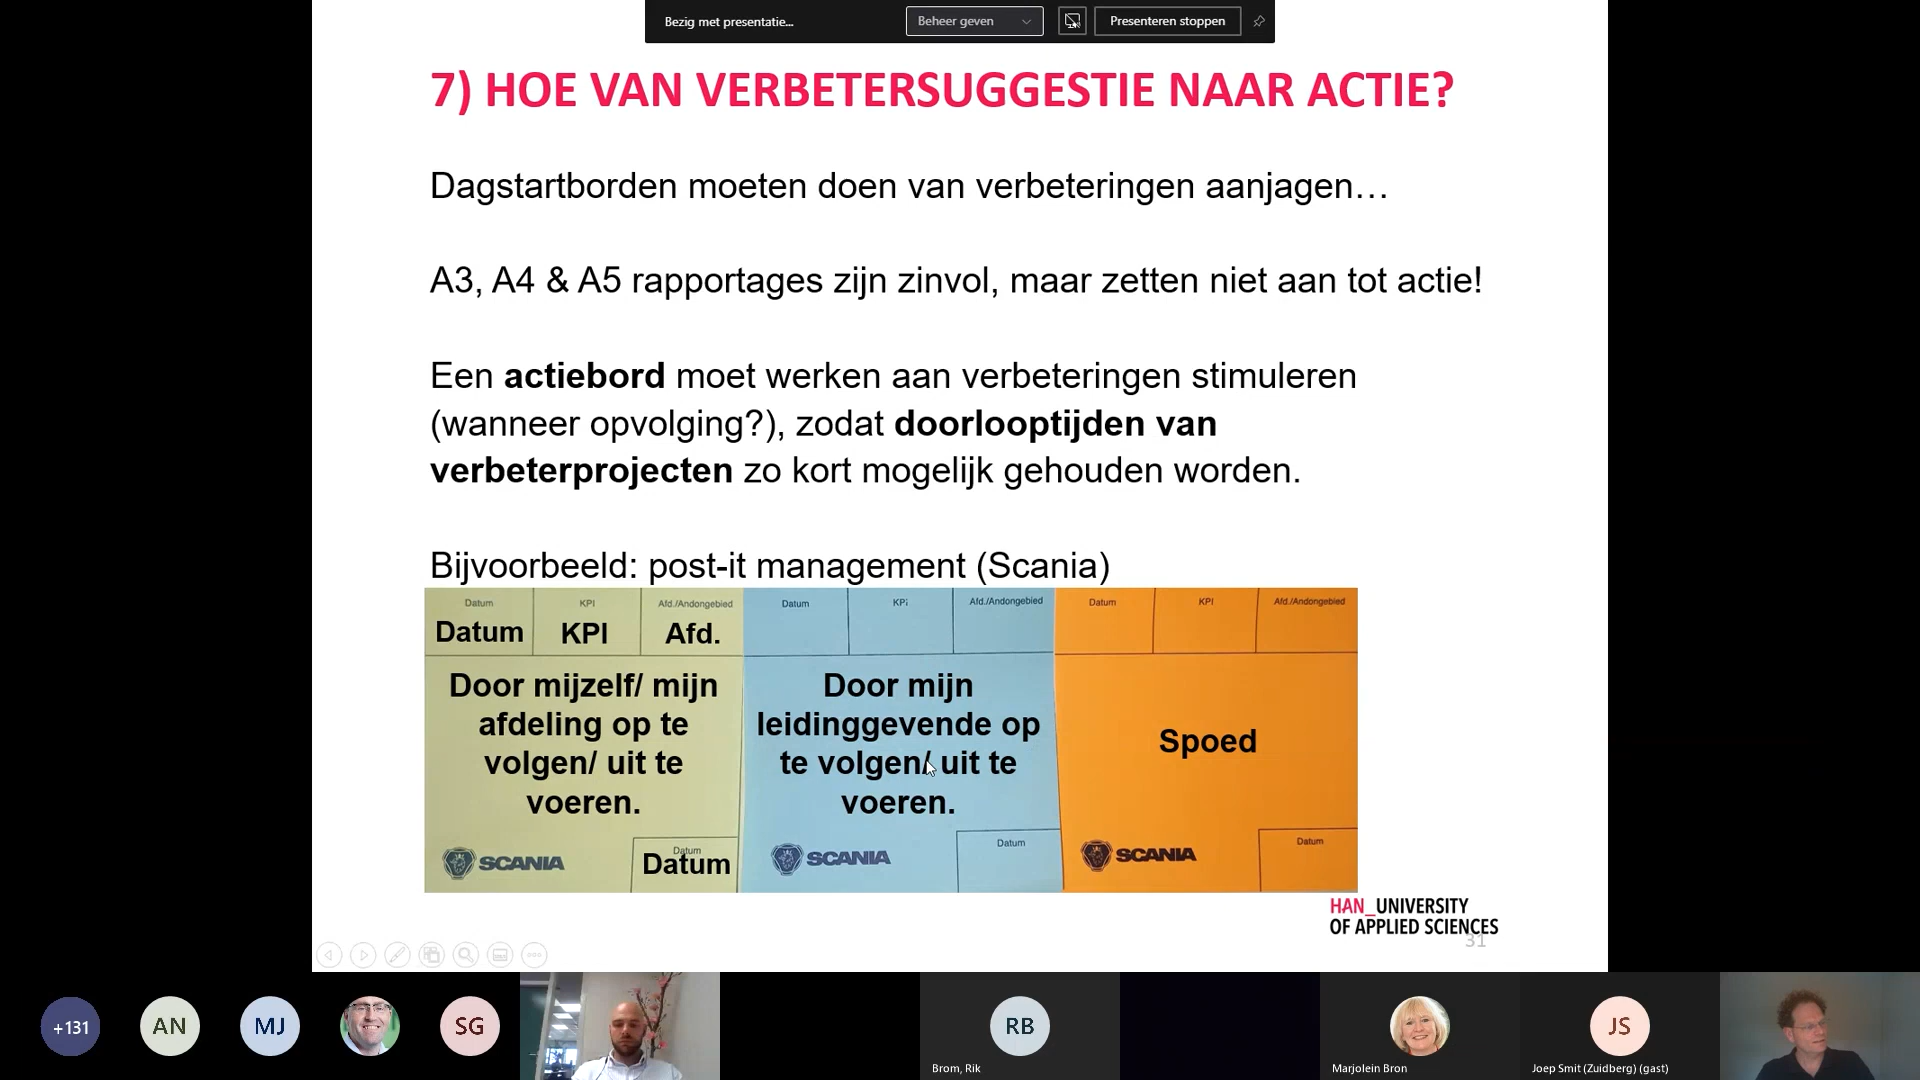 Bezig met presentatie...
Beheer geven
Presenteren stoppen
7) HOE VAN VERBETERSUGGESTIE NAAR ACTIE?
Dagstartborden moeten doen van verbeteringen aanjagen…
A3, A4 & A5 rapportages zijn zinvol, maar zetten niet aan tot actie!
Een actiebord moet werken aan verbeteringen stimuleren
(wanneer opvolging?), zodat doorlooptijden van
verbeterprojecten zo kort mogelijk gehouden worden.
Bijvoorbeeld: post-it management (Scania)
Datum KPI Afd./Andongebied
Datum KPI Afd.
Door mijzelf/ mijn
afdeling op te
volgen/ uit te
voeren.
SCANIA
Datum
Datum
Datum KPI Afd./Andongebied
Door mijn
leidinggevende op
te volgen/ uit te
voeren.
SCANIA
Datum
Datum KPI Afd./Andongebied
Spoed
SCANIA
Datum
HAN_UNIVERSITY
OF APPLIED SCIENCES
31
+131
AN
MJ
SG
RB
Brom, Rik
Marjolein Bron
JS
Joep Smit (Zuidberg) (gast)